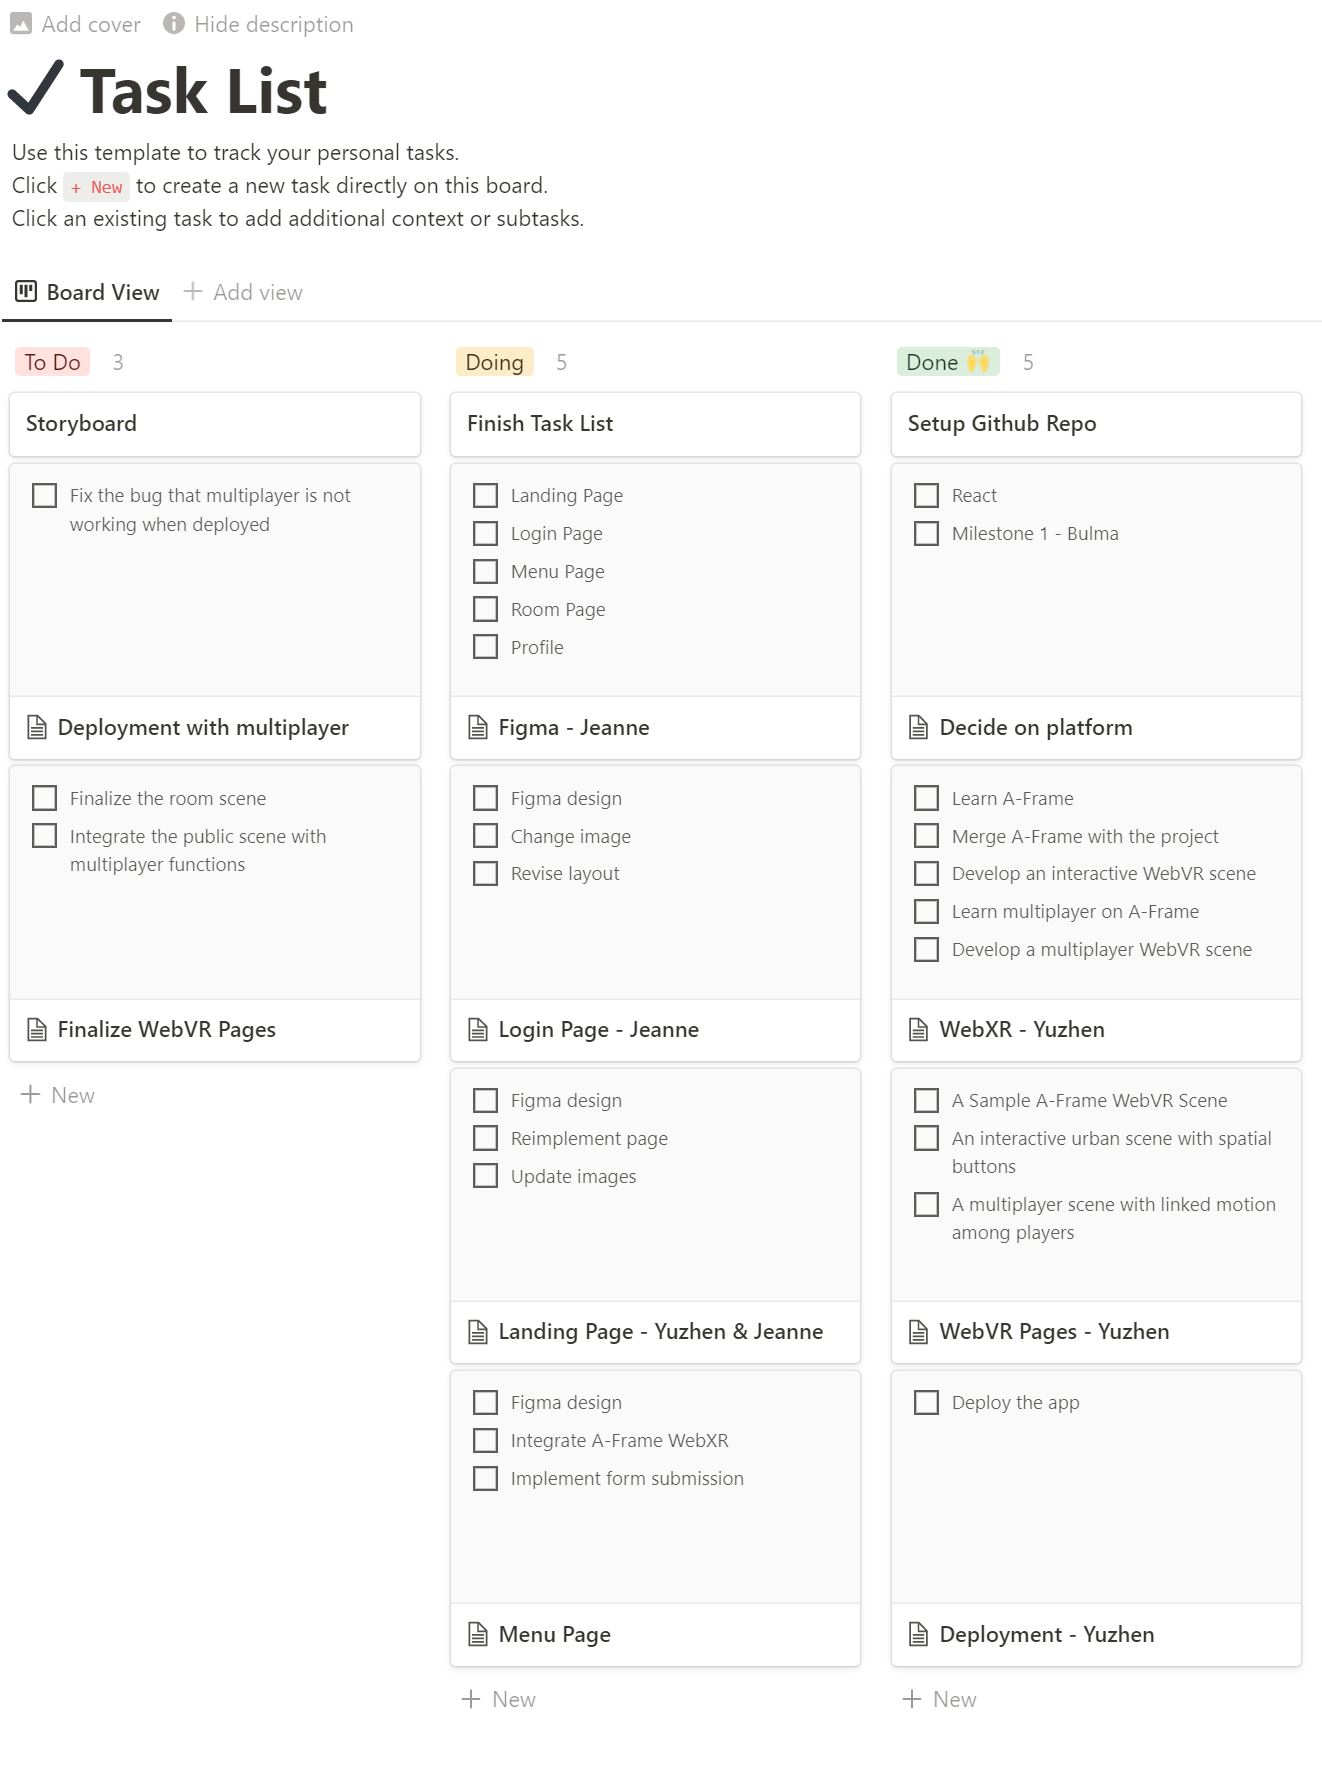 Add cover Hide description
Task List
Use this template to track your personal tasks.
Click + New to create a new task directly on this board.
Click an existing task to add additional context or subtasks.
Board View + Add view
To Do 3
Storyboard
Fix the bug that multiplayer is not
working when deployed
Deployment with multiplayer
Finalize the room scene
Integrate the public scene with
multiplayer functions
Finalize WebVR Pages
+ New
Doing 5
Finish Task List
Landing Page
Login Page
Menu Page
Room Page
Profile
Figma - Jeanne
Figma design
Change image
Revise layout
Login Page - Jeanne
Figma design
Reimplement page
Update images
Landing Page - Yuzhen & Jeanne
Figma design
Integrate A-Frame WebXR
Implement form submission
Menu Page
+ New
Done 🙌 5
Setup Github Repo
React
Milestone 1 - Bulma
Decide on platform
Learn A-Frame
Merge A-Frame with the project
Develop an interactive WebVR scene
Learn multiplayer on A-Frame
Develop a multiplayer WebVR scene
WebXR - Yuzhen
A Sample A-Frame WebVR Scene
An interactive urban scene with spatial
buttons
A multiplayer scene with linked motion
among players
WebVR Pages - Yuzhen
Deploy the app
Deployment - Yuzhen
+ New